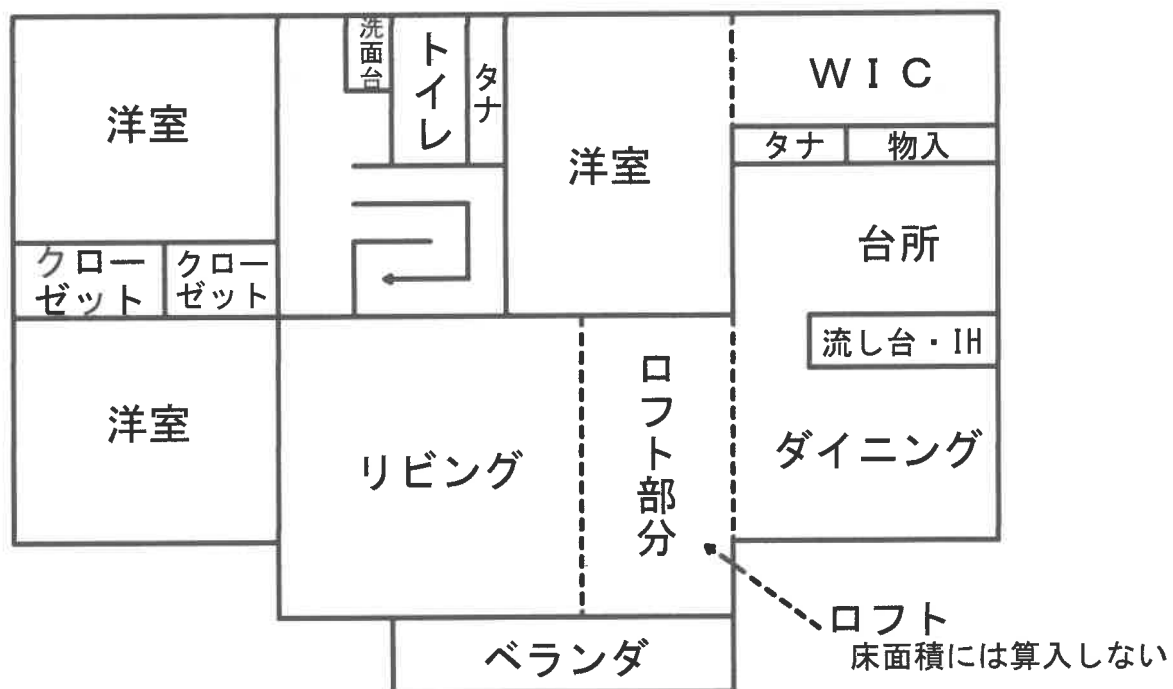 洋室
洗面台
トイレ
タナ
洋室
WIC
タナ
物入
台所
クロー
ゼット
クロー
ゼット
流し台・IH
洋室
リビング
ロフト部分
ダイニング
ロフト
床面積には算入しない
ベランダ